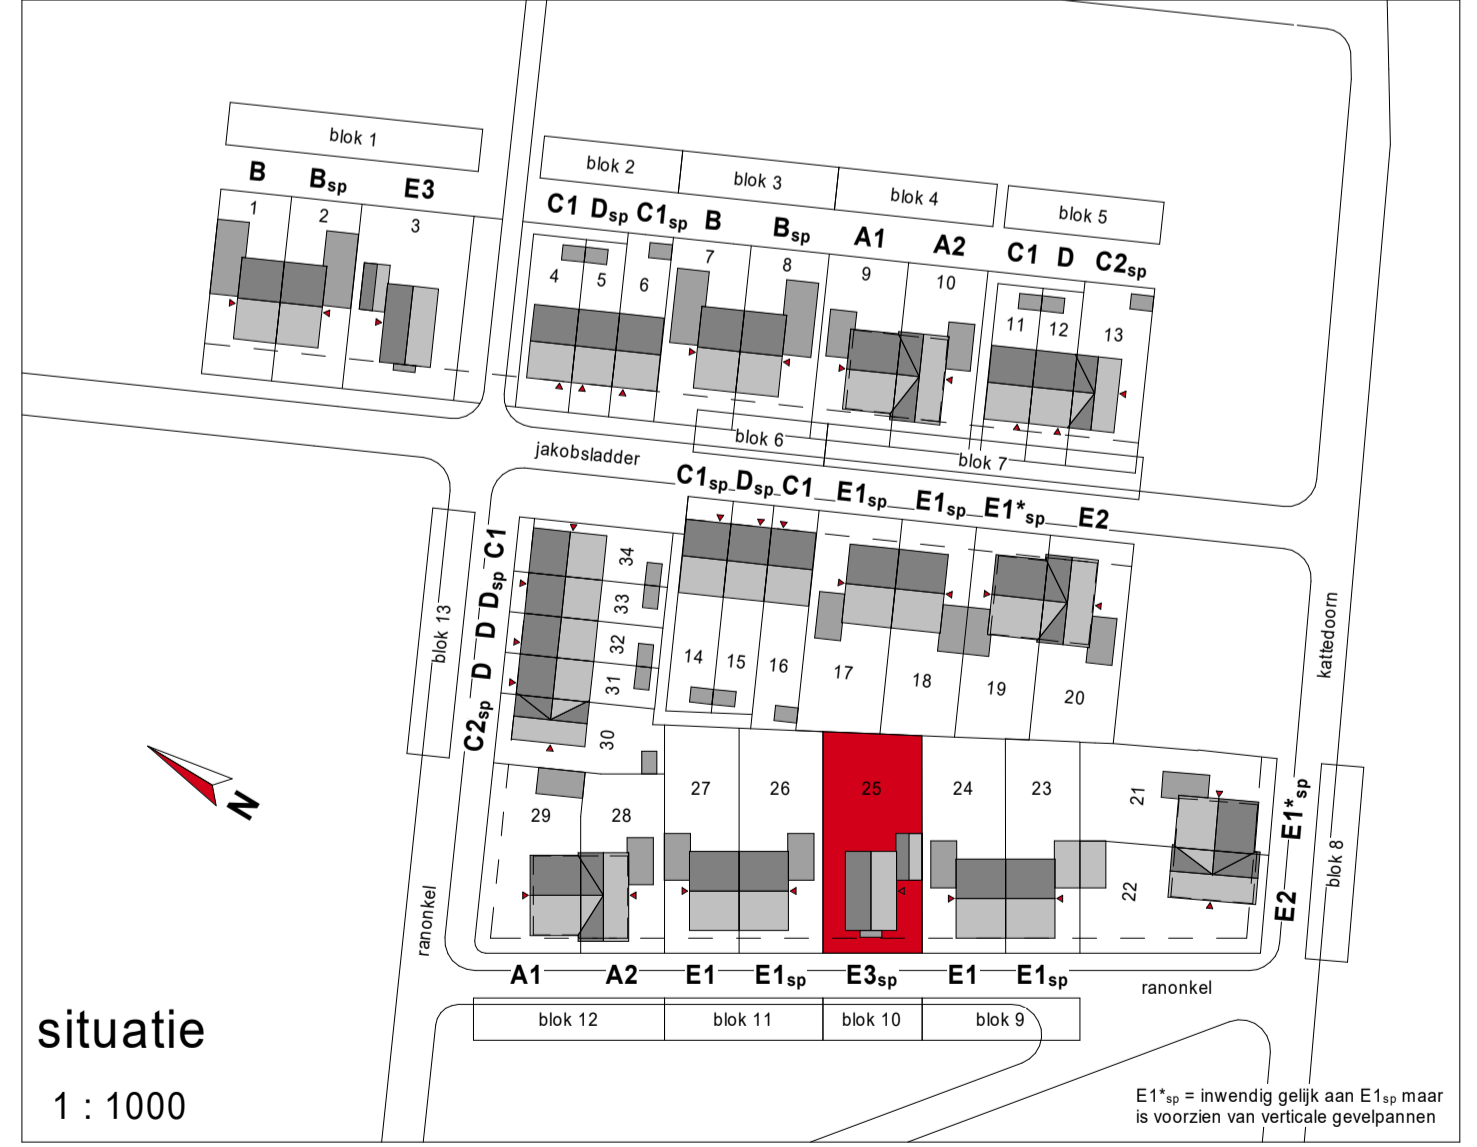 blok 1
B Bsp E3
1 2 3
blok 2 blok 3 blok 4 blok 5
C1 Dsp C1sp B Bsp A1 A2 C1 D C2sp
4 5 6 7 8 9 10 11 12 13
jakobsladder
blok 6 blok 7
C1sp Dsp C1 E1sp E1sp E1*sp E2
14 15 16 17 18 19 20
blok 13
C1
Dsp
D
D
C2sp
34
33
32
31
30
kattedoorn
29 28 27 26 25 24 23
21
22
E1*sp
E2
blok 8
ranonkel
A1 A2 E1 E1sp E3sp E1 E1sp
ranonkel
blok 12 blok 11 blok 10 blok 9
N
situatie
1 : 1000
E1*sp = inwendig gelijk aan E1sp maar
is voorzien van verticale gevelpannen